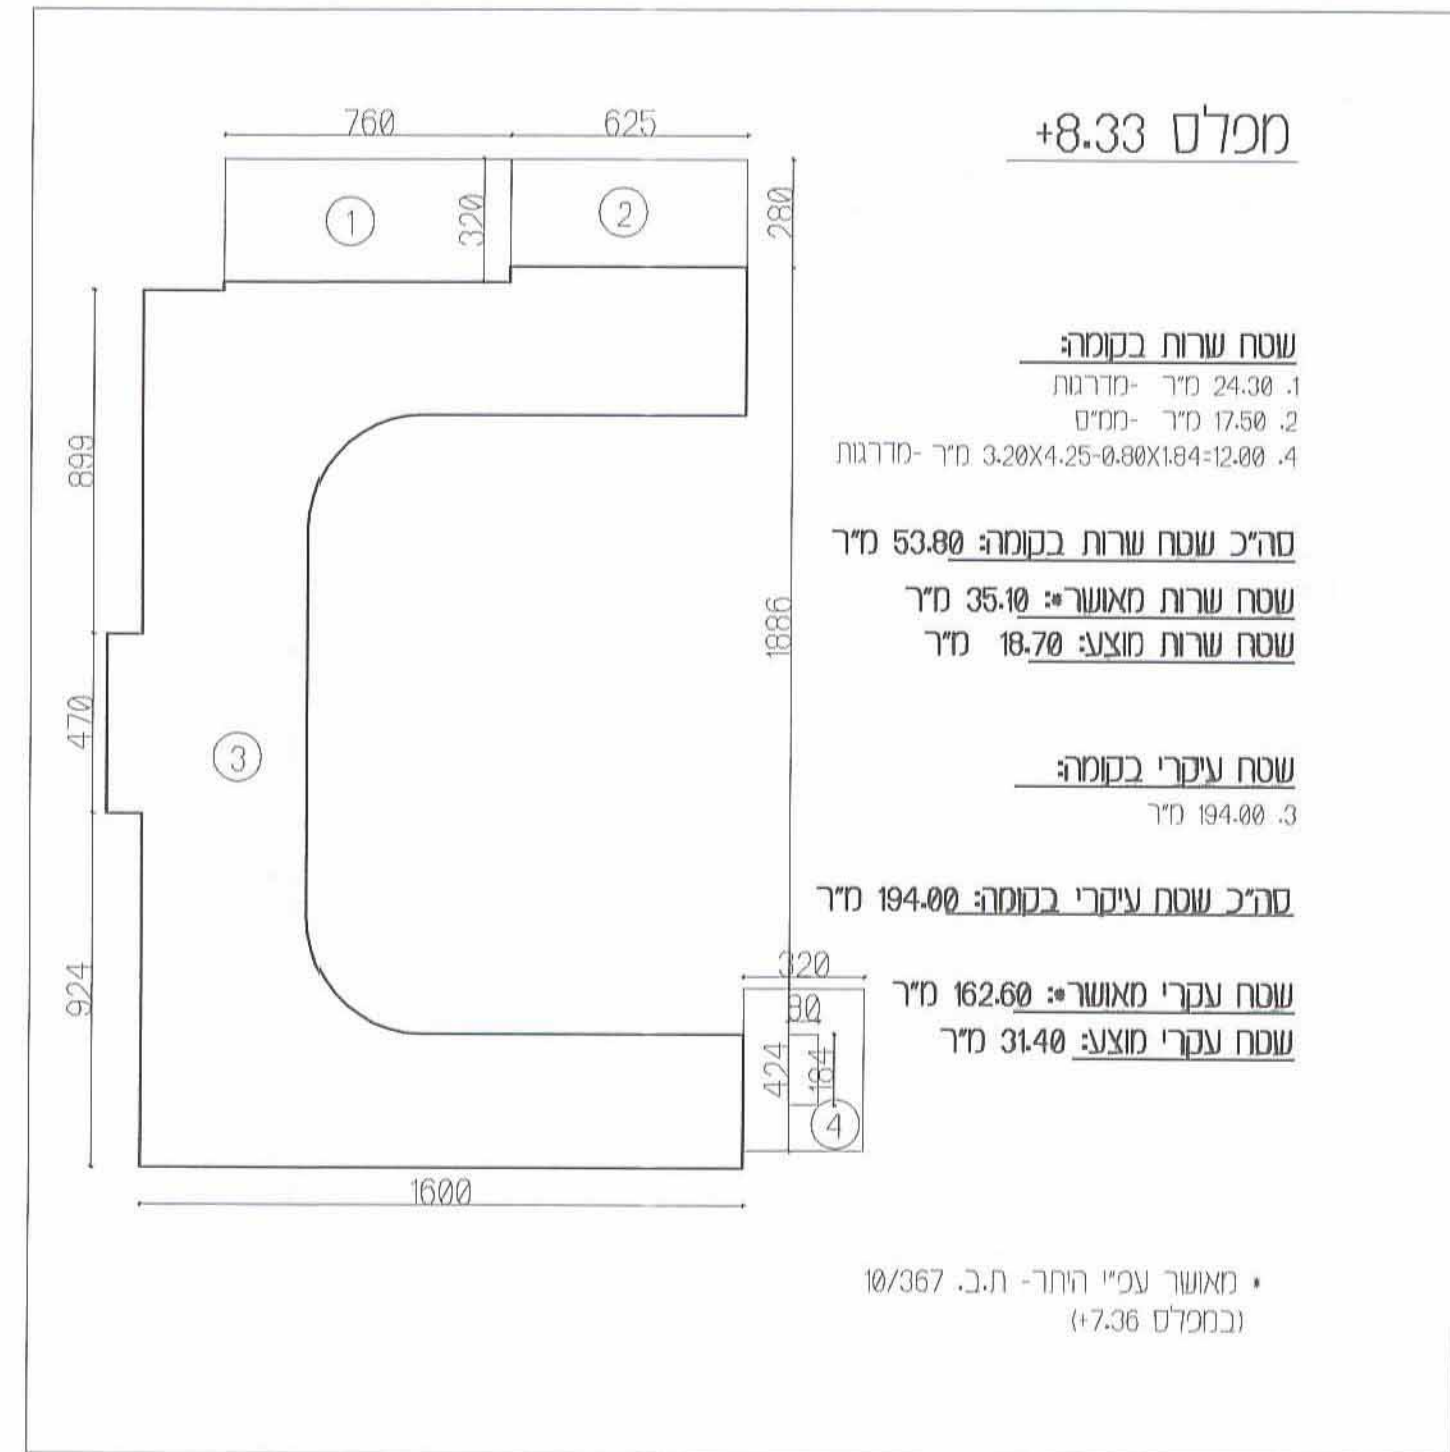 מפלס 8.33+
760
625
1
320
2
280
שטח שרות בקומה:
1. 24.30 מ"ר -מדרגות
2. 17.50 מ"ר -ממ"ם
4. 3.20X4.25-0.80X1.84=12.00 מ"ר -מדרגות
899
סה"כ שטח שרות בקומה: 53.80 מ"ר
שטח שרות מאושר*: 35.10 מ"ר
שטח שרות מוצע: 18.70 מ"ר
1886
470
3
שטח עיקרי בקומה:
3. 194.00 מ"ר
סה"כ שטח עיקרי בקומה: 194.00 מ"ר
924
320
80
424
184
4
שטח עקרי מאושר*: 162.60 מ"ר
שטח עקרי מוצע: 31.40 מ"ר
1600
* מאושר עפ"י היתר- ת.ב. 10/367
(במפלס 7.36+)